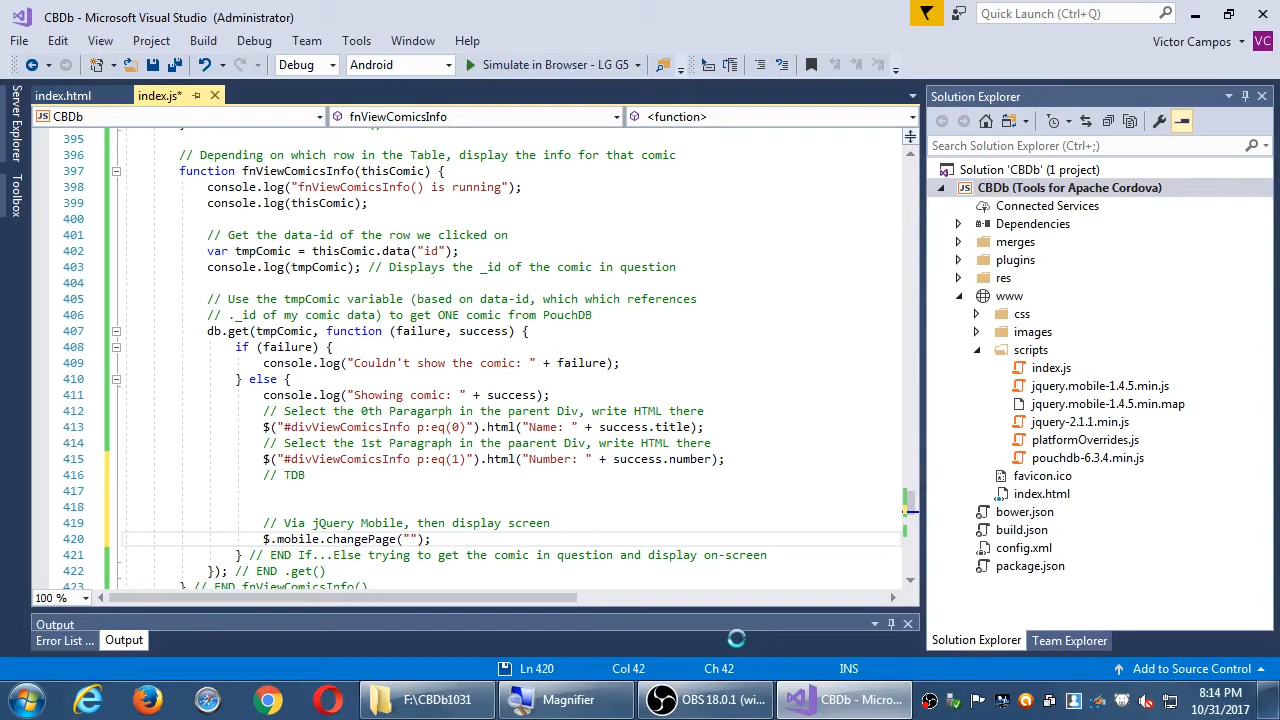 CBDb - Microsoft Visual Studio (Administrator)
Quick Launch (Ctrl+Q)
File Edit View Project Build Debug Team Tools Window Help
Victor Campos VC
Debug Android Simulate in Browser - LG G5
Server Explorer
Toolbox
index.html index.js*
CBDb fnViewComicsInfo <function>
395
396 // Depending on which row in the Table, display the info for that comic
397 function fnViewComicsInfo(thisComic) {
398 console.log("fnViewComicsInfo() is running");
399 console.log(thisComic);
400
401 // Get the data-id of the row we clicked on
402 var tmpComic = thisComic.data("id");
403 console.log(tmpComic); // Displays the _id of the comic in question
404
405 // Use the tmpComic variable (based on data-id, which which references
406 // ._id of my comic data) to get ONE comic from PouchDB
407 db.get(tmpComic, function (failure, success) {
408 if (failure) {
409 console.log("Couldn't show the comic: " + failure);
410 } else {
411 console.log("Showing comic: " + success);
412 // Select the 0th Paragarph in the parent Div, write HTML there
413 $("#divViewComicsInfo p:eq(0)").html("Name: " + success.title);
414 // Select the 1st Paragraph in the paarent Div, write HTML there
415 $("#divViewComicsInfo p:eq(1)").html("Number: " + success.number);
416 // TDB
417
418
419 // Via jQuery Mobile, then display screen
420 $.mobile.changePage("");
421 } // END If...Else trying to get the comic in question and display on-screen
422 }); // END .get()
423 } // END fnViewComicsInfo()
100 %
Output
Error List ... Output
Solution Explorer
Search Solution Explorer (Ctrl+;)
Solution 'CBDb' (1 project)
JS CBDb (Tools for Apache Cordova)
Connected Services
Dependencies
merges
plugins
res
www
css
images
scripts
index.js
jquery.mobile-1.4.5.min.js
jquery.mobile-1.4.5.min.map
jquery-2.1.1.min.js
platformOverrides.js
pouchdb-6.3.4.min.js
favicon.ico
index.html
bower.json
build.json
config.xml
package.json
Solution Explorer Team Explorer
Ln 420 Col 42 Ch 42 INS Add to Source Control
F:\CBDb1031 Magnifier OBS 18.0.1 (wi... CBDb - Micro...
8:14 PM
10/31/2017